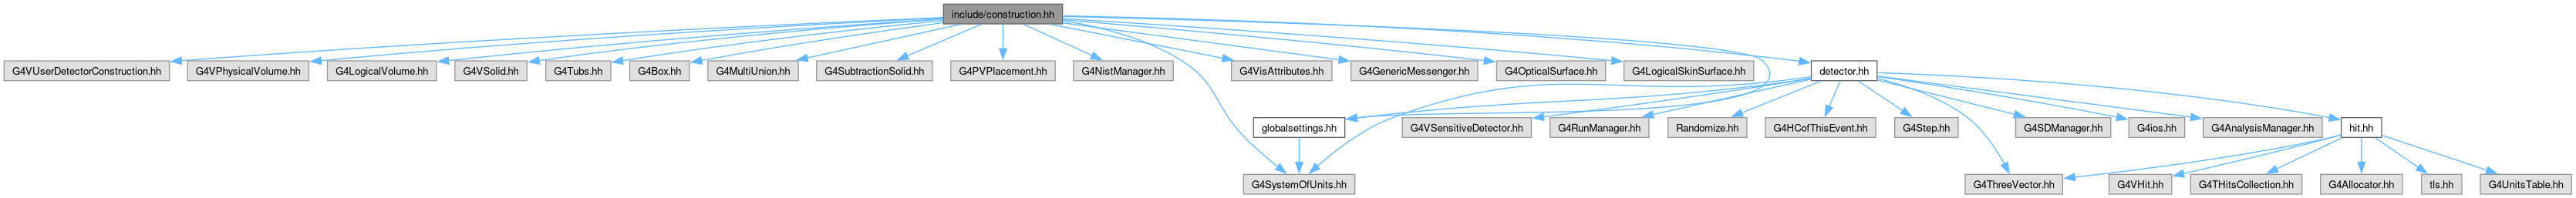 include/construction.hh
G4VUserDetectorConstruction.hh
G4VPhysicalVolume.hh
G4LogicalVolume.hh
G4VSolid.hh
G4Tubs.hh
G4Box.hh
G4MultiUnion.hh
G4SubtractionSolid.hh
G4PVPlacement.hh
G4NistManager.hh
G4VisAttributes.hh
G4GenericMessenger.hh
G4OpticalSurface.hh
G4LogicalSkinSurface.hh
detector.hh
globalsettings.hh
G4VSensitiveDetector.hh
G4RunManager.hh
Randomize.hh
G4HCofThisEvent.hh
G4Step.hh
G4SDManager.hh
G4ios.hh
G4AnalysisManager.hh
hit.hh
G4SystemOfUnits.hh
G4ThreeVector.hh
G4VHit.hh
G4THitsCollection.hh
G4Allocator.hh
tls.hh
G4UnitsTable.hh